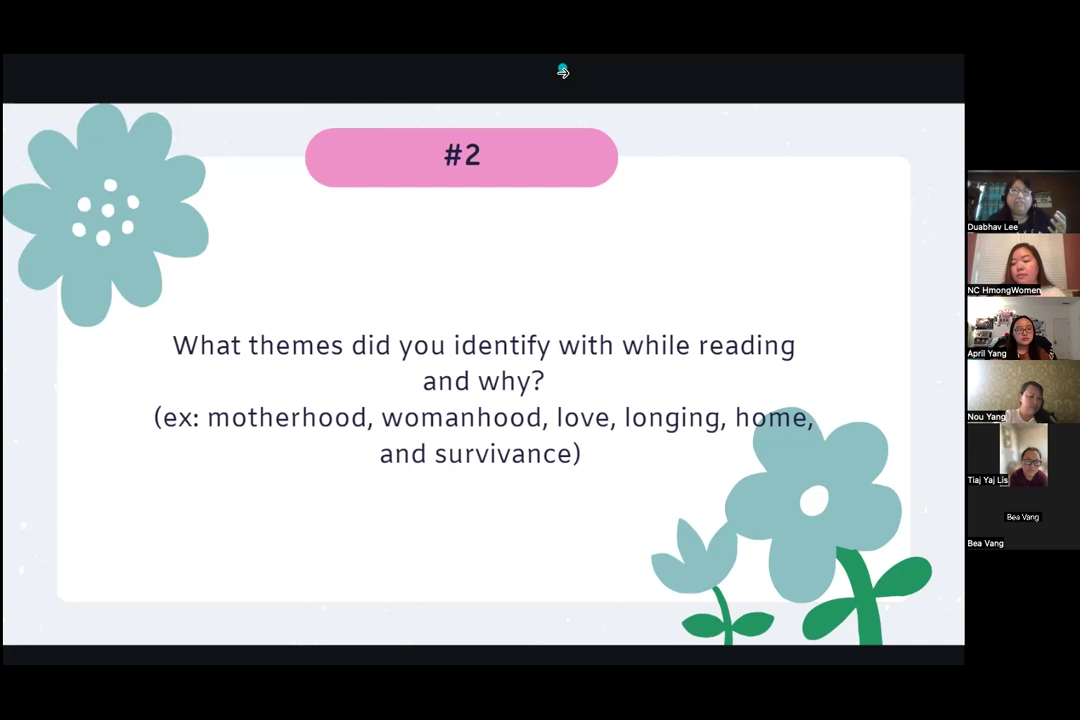 #2
What themes did you identify with while reading
and why?
(ex: motherhood, womanhood, love, longing, home,
and survivance)
Duabhav Lee
NC HmongWomen
April Yang
Nou Yang
Tiaj Yaj Lis
Bea Vang
Bea Vang